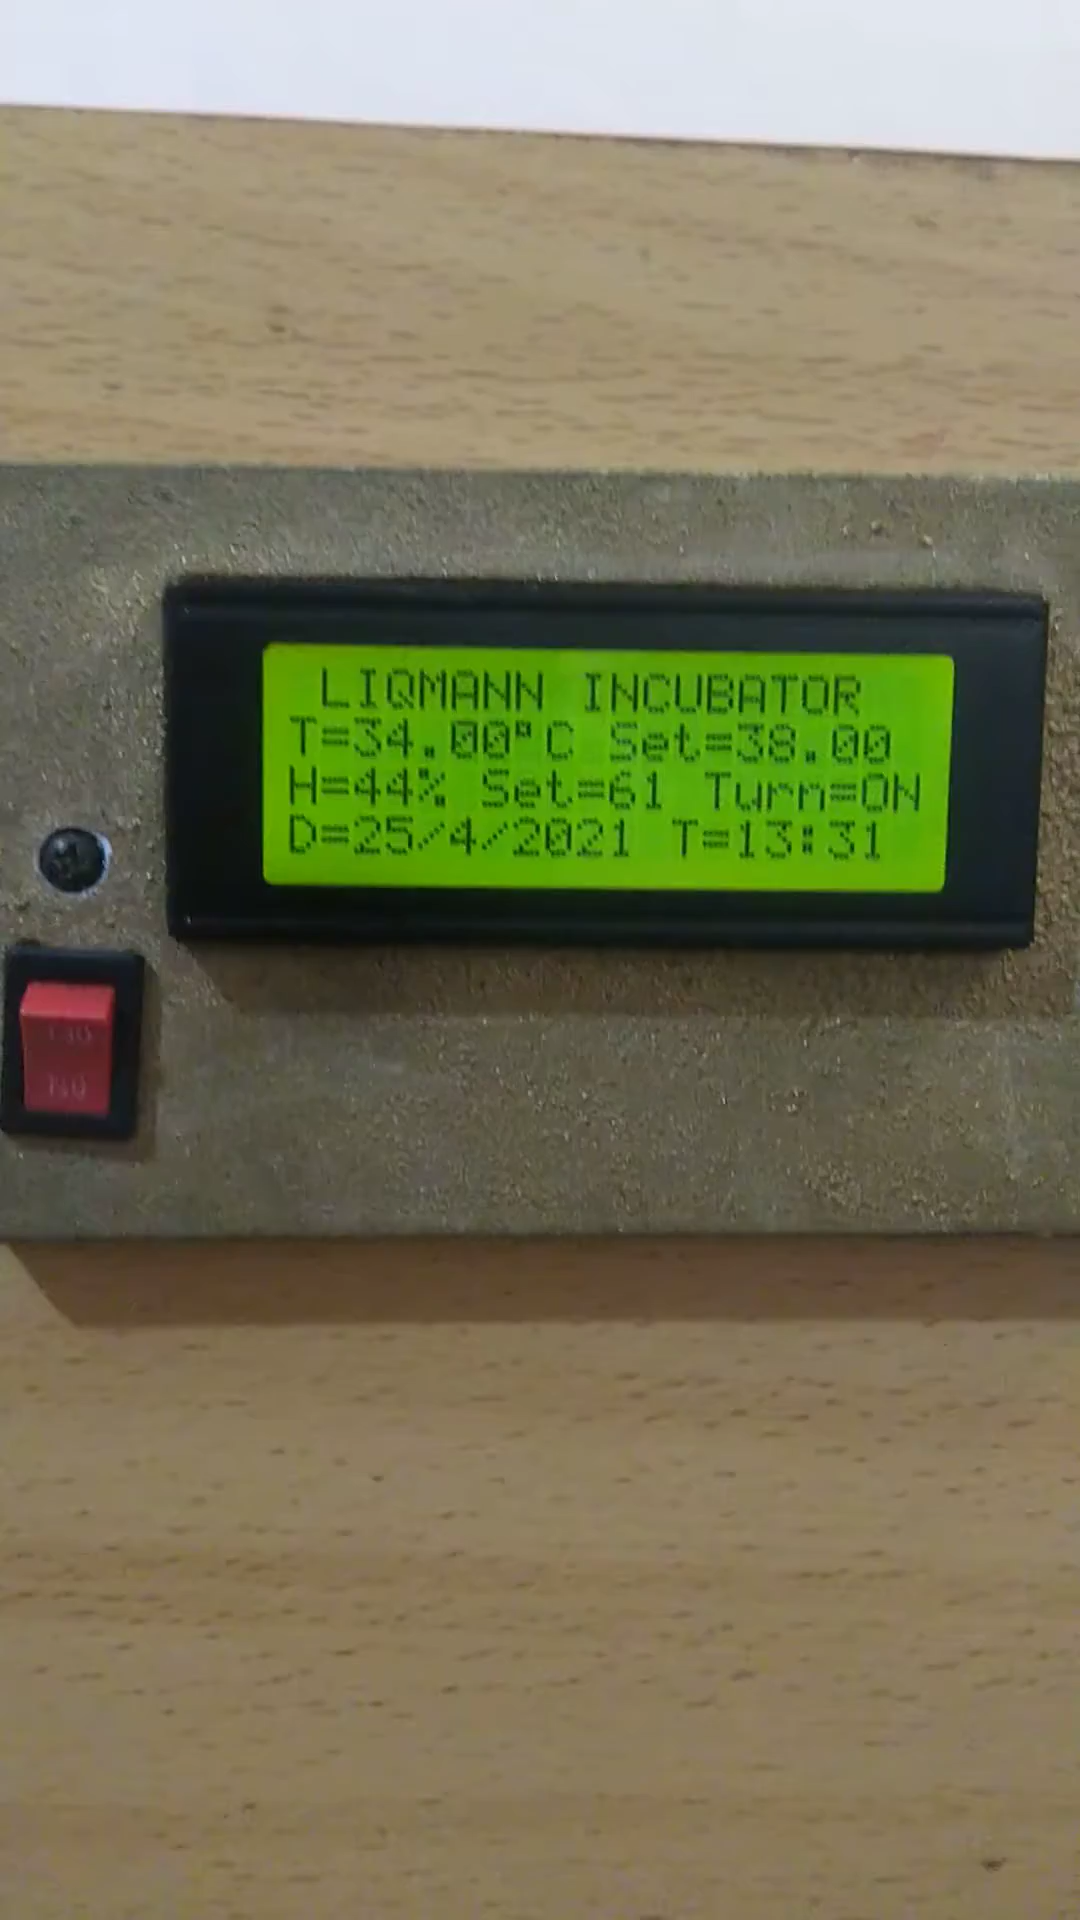 LIQMANN INCUBATOR
T=34.00°C Set=38.00
H=44% Set=61 Turn=ON
D=25/4/2021 T=13:31